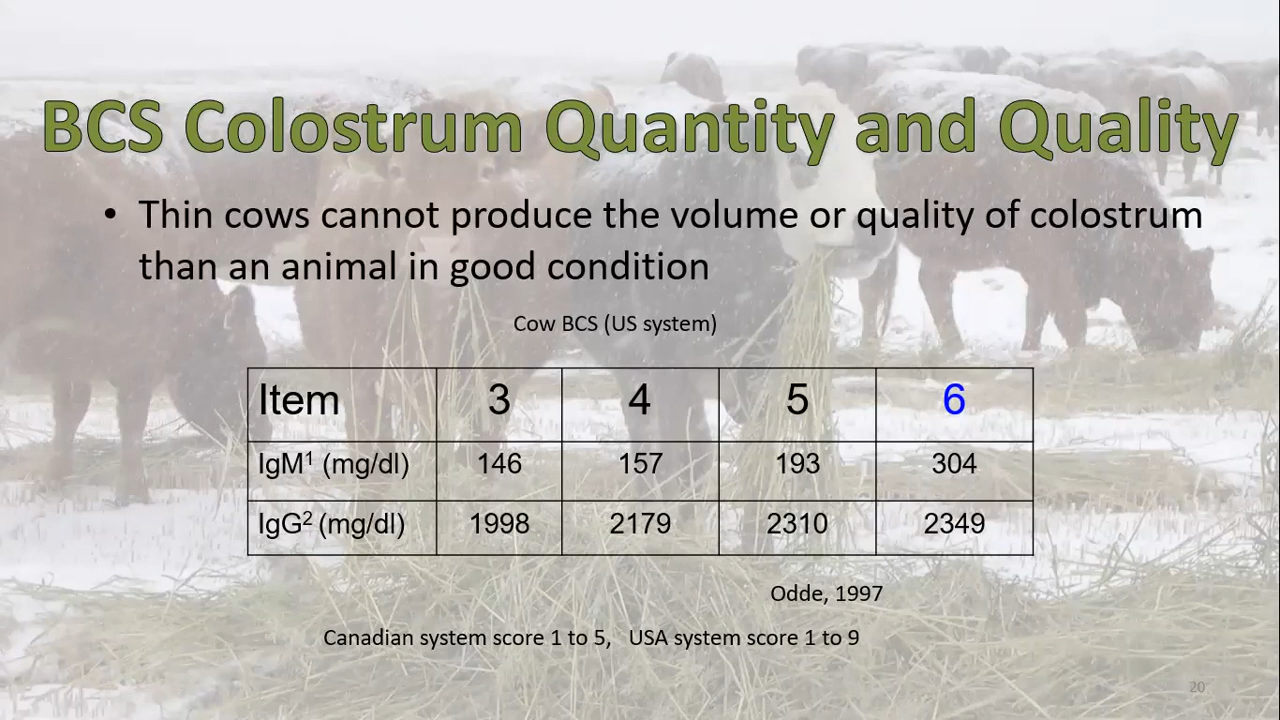 BCS Colostrum Quantity and Quality
• Thin cows cannot produce the volume or quality of colostrum
than an animal in good condition
Cow BCS (US system)
Item 3 4 5 6
IgM¹ (mg/dl) 146 157 193 304
IgG² (mg/dl) 1998 2179 2310 2349
Odde, 1997
Canadian system score 1 to 5, USA system score 1 to 9
20